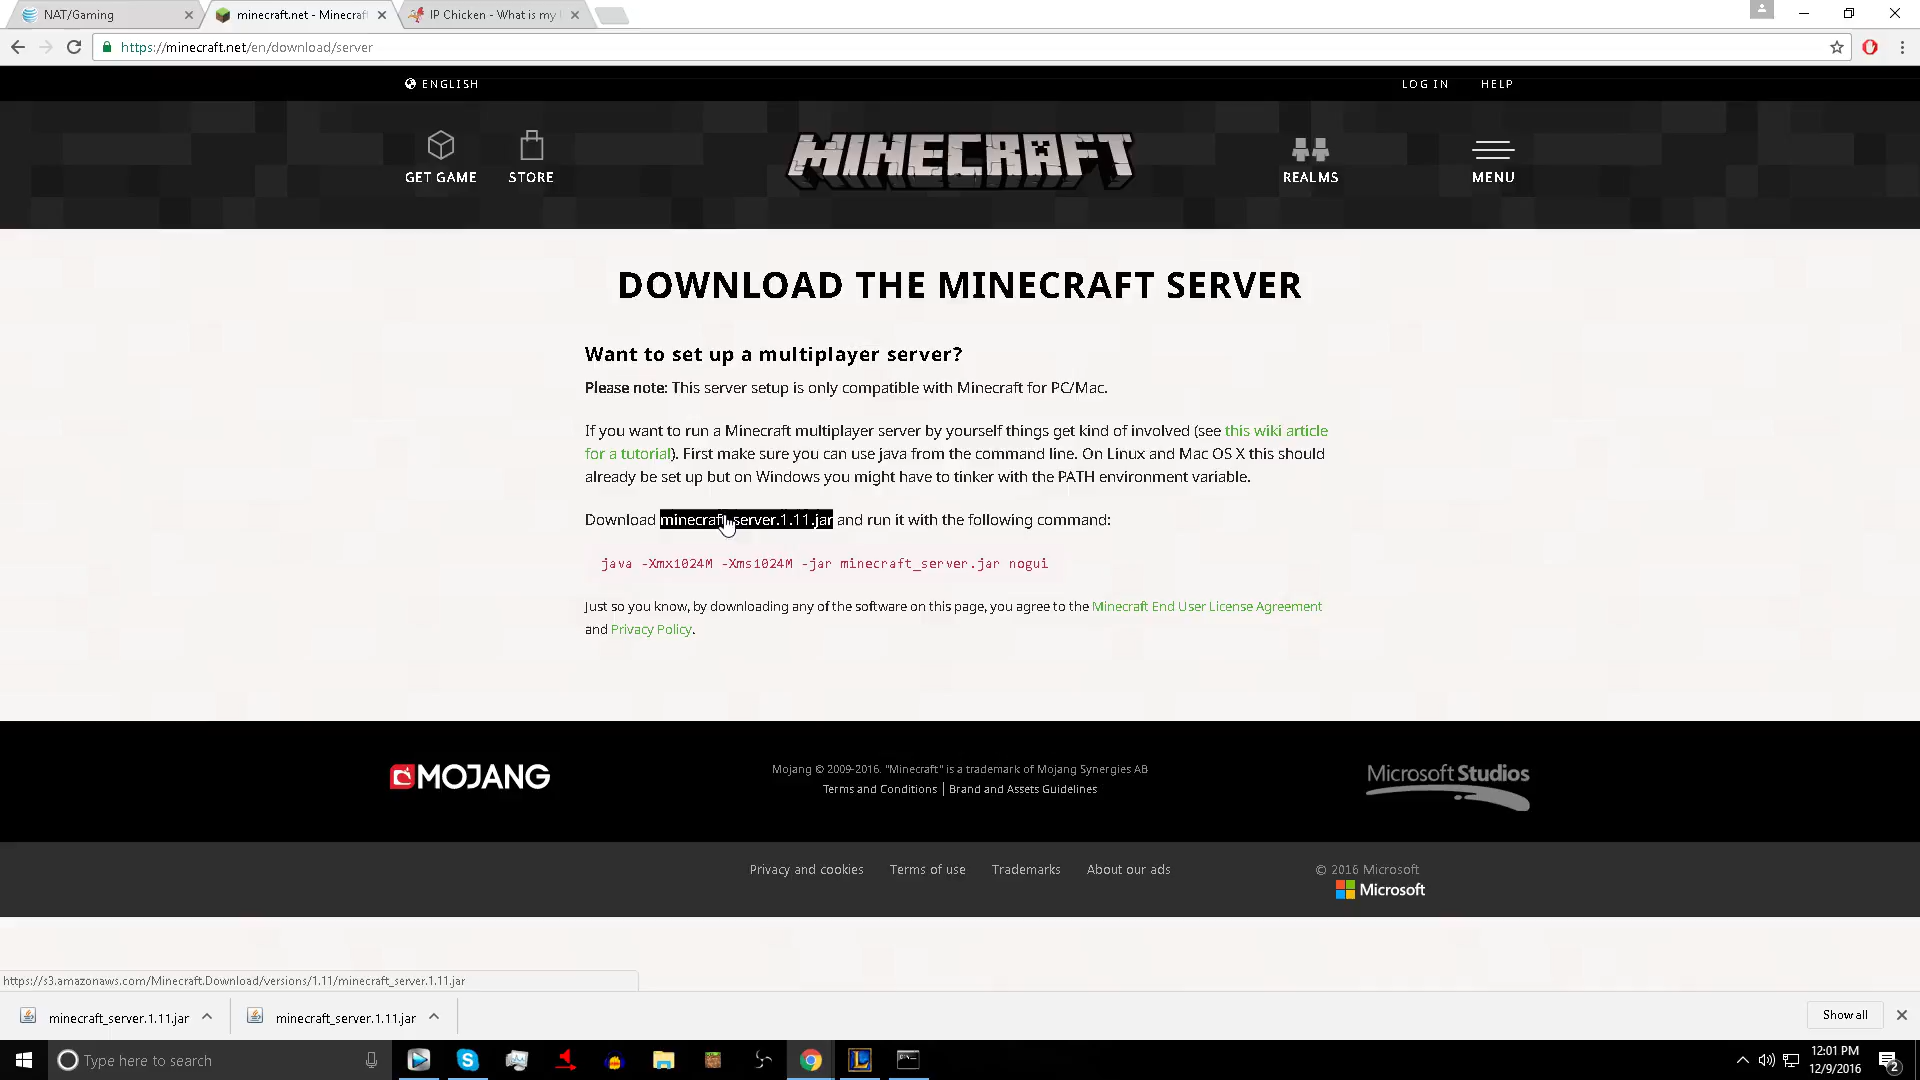 NAT/Gaming
minecraft.net - Minecraft
IP Chicken - What is my
https://minecraft.net/en/download/server
ENGLISH
LOG IN
HELP
GET GAME
STORE
MINECRAFT
REALMS
MENU
DOWNLOAD THE MINECRAFT SERVER
Want to set up a multiplayer server?
Please note: This server setup is only compatible with Minecraft for PC/Mac.
If you want to run a Minecraft multiplayer server by yourself things get kind of involved (see this wiki article
for a tutorial). First make sure you can use java from the command line. On Linux and Mac OS X this should
already be set up but on Windows you might have to tinker with the PATH environment variable.
Download minecraft_server.1.11.jar and run it with the following command:
java -Xmx1024M -Xms1024M -jar minecraft_server.jar nogui
Just so you know, by downloading any of the software on this page, you agree to the Minecraft End User License Agreement
and Privacy Policy.
MOJANG
Mojang © 2009-2016. "Minecraft" is a trademark of Mojang Synergies AB
Terms and Conditions | Brand and Assets Guidelines
Microsoft Studios
Privacy and cookies
Terms of use
Trademarks
About our ads
© 2016 Microsoft
Microsoft
https://s3.amazonaws.com/Minecraft.Download/versions/1.11/minecraft_server.1.11.jar
minecraft_server.1.11.jar
minecraft_server.1.11.jar
Show all
Type here to search
12:01 PM
12/9/2016
2